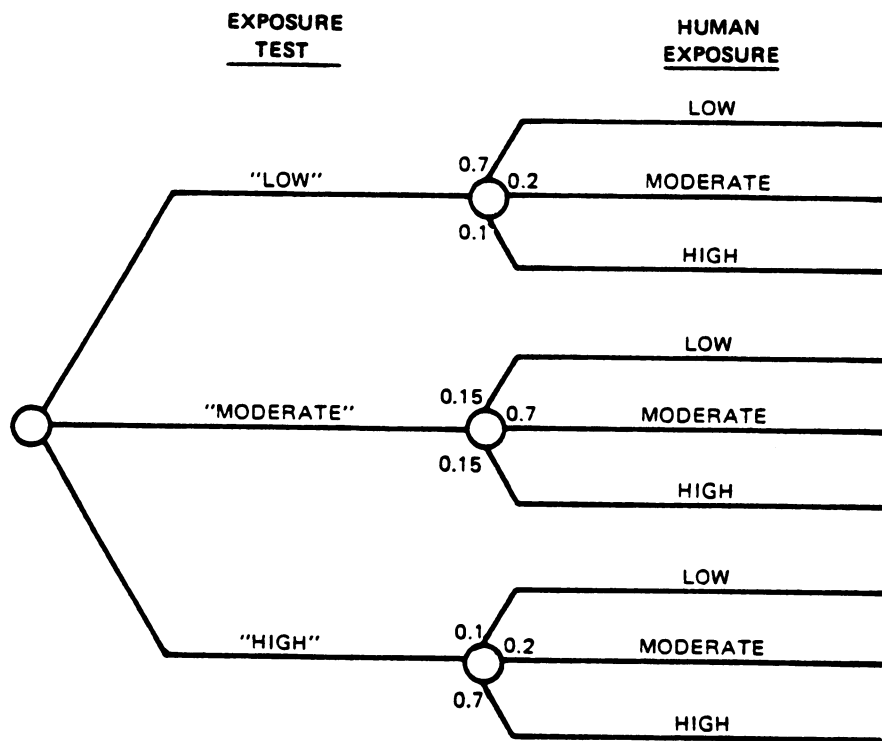 EXPOSURE
TEST
HUMAN
EXPOSURE
LOW
0.7
"LOW"
0.2
MODERATE
0.1
HIGH
LOW
0.15
"MODERATE"
0.7
MODERATE
0.15
HIGH
LOW
0.1
"HIGH"
0.2
MODERATE
0.7
HIGH